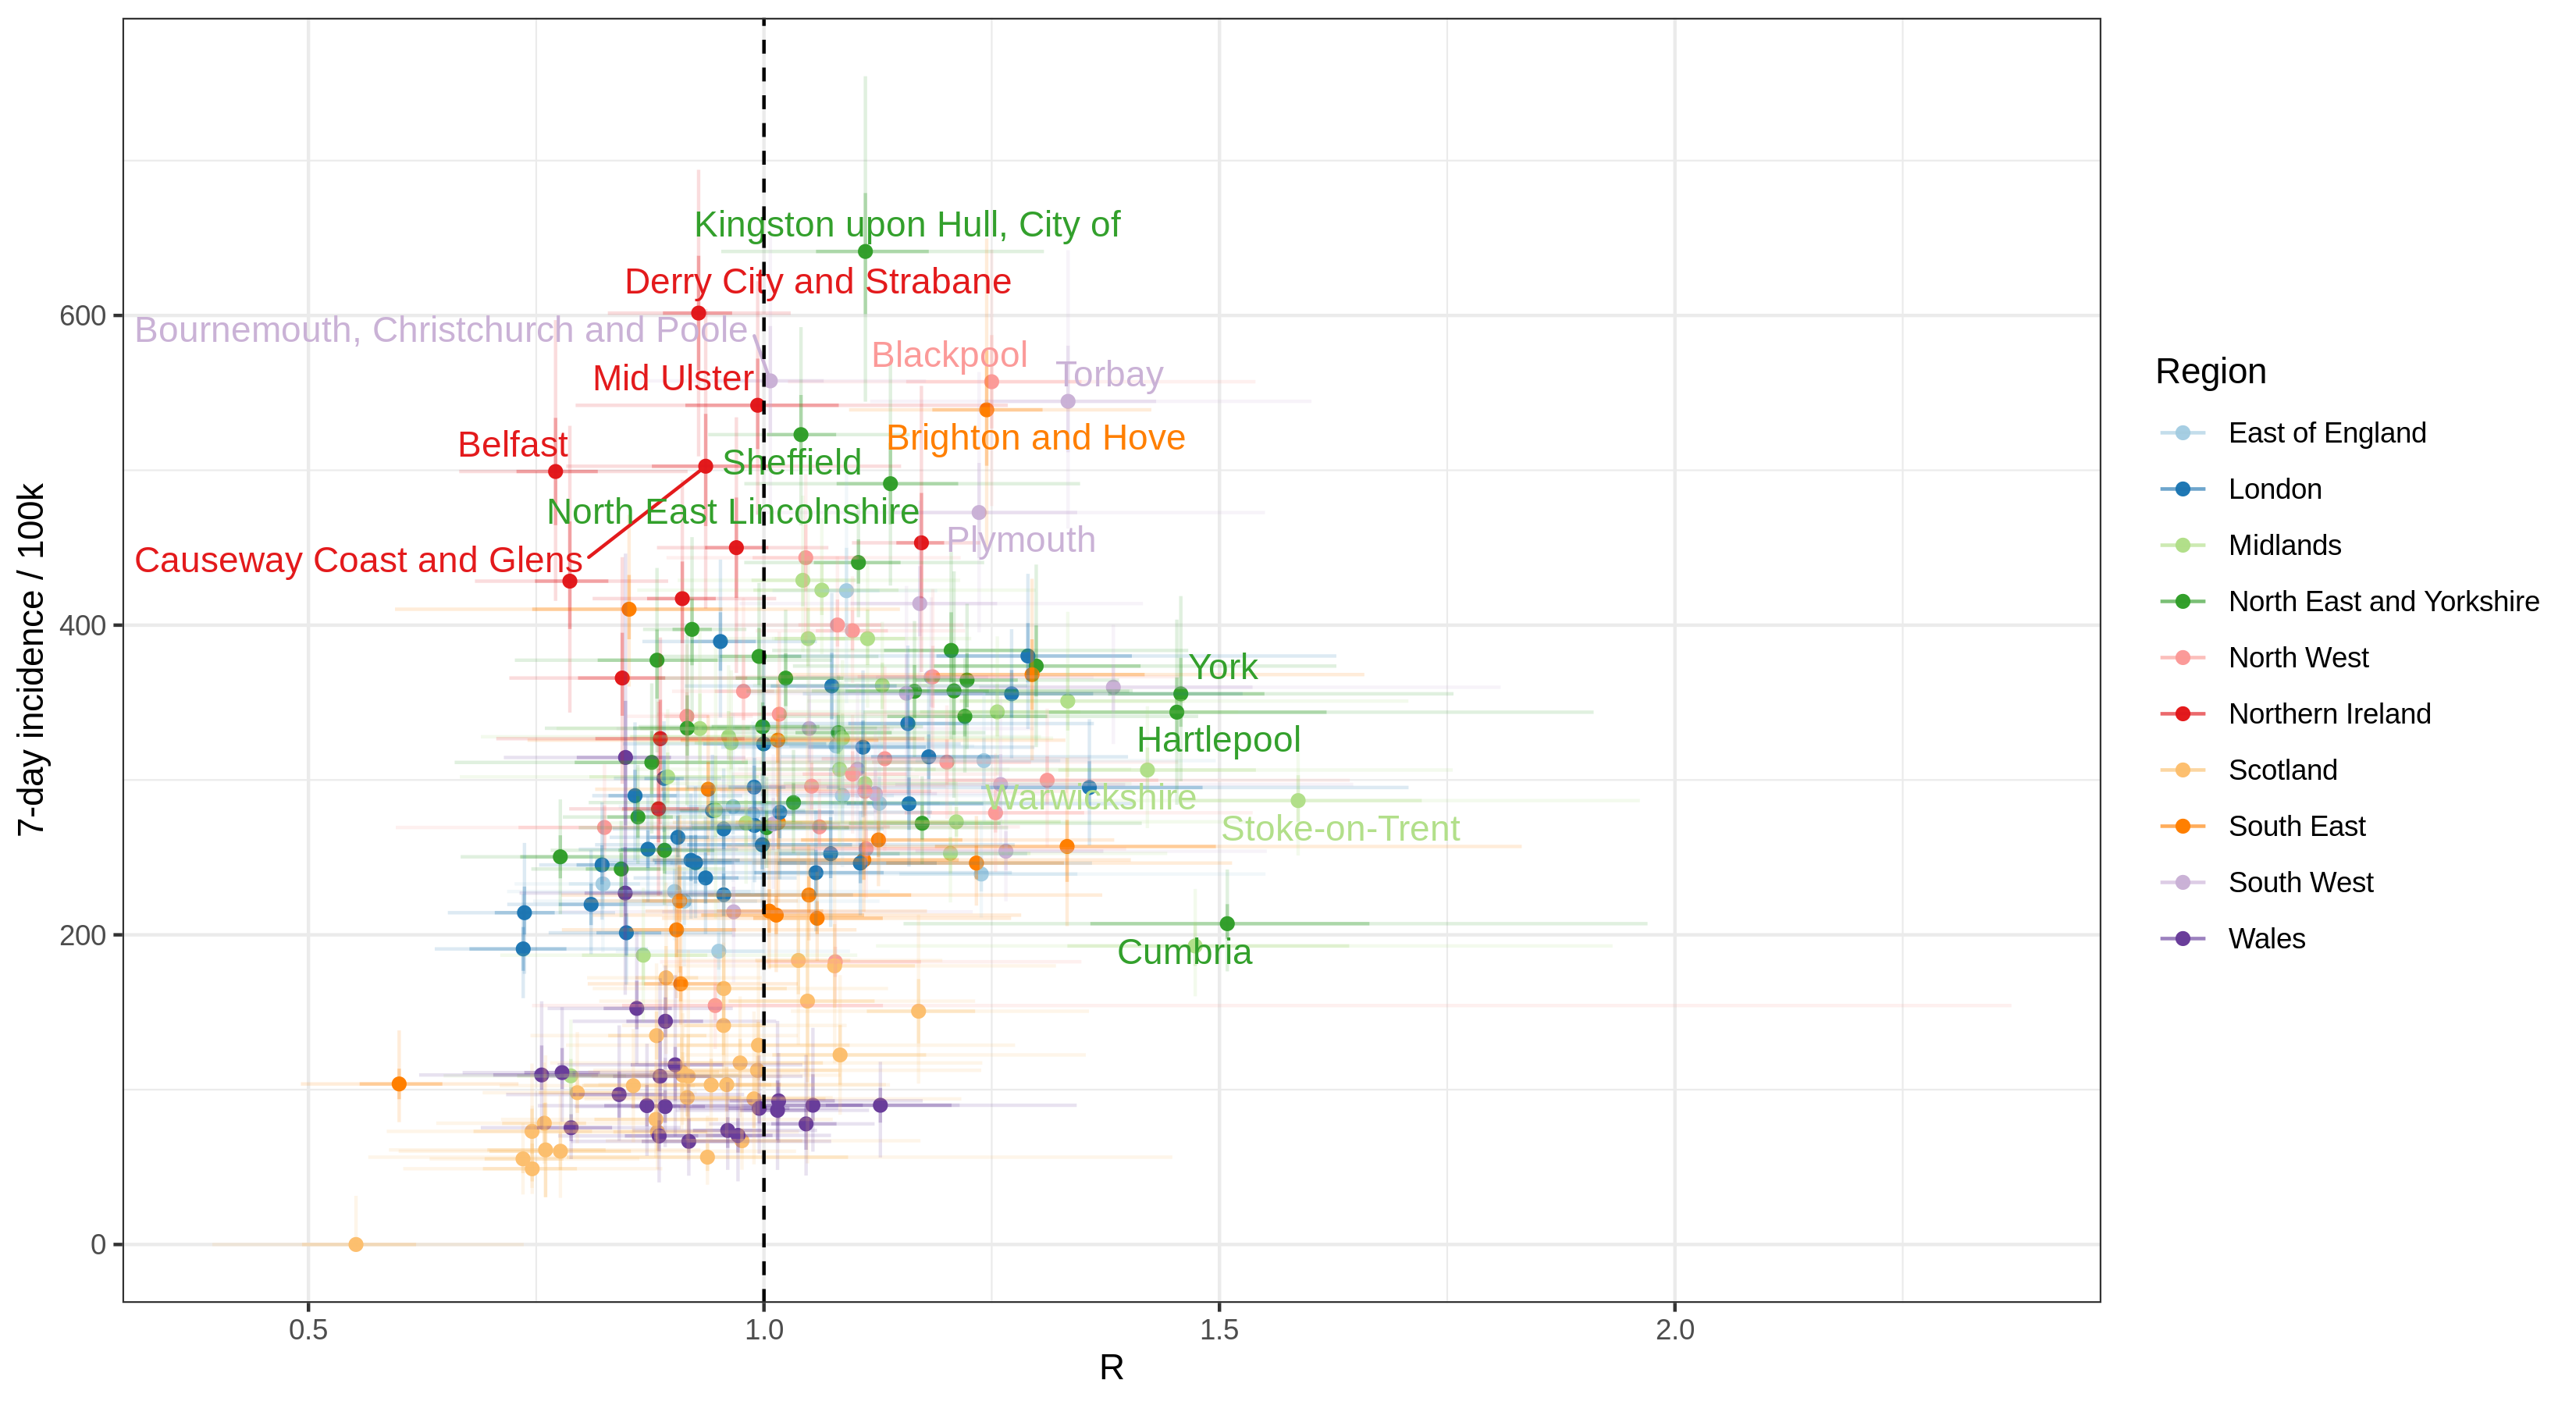 Kingston upon Hull, City of
Derry City and Strabane
Bournemouth, Christchurch and Poole
Blackpool
Torbay
Mid Ulster
Brighton and Hove
Belfast
Sheffield
North East Lincolnshire
Plymouth
Causeway Coast and Glens
York
Hartlepool
Warwickshire
Stoke-on-Trent
Cumbria
600
400
200
0
7-day incidence / 100k
0.5
1.0
1.5
2.0
R
Region
East of England
London
Midlands
North East and Yorkshire
North West
Northern Ireland
Scotland
South East
South West
Wales